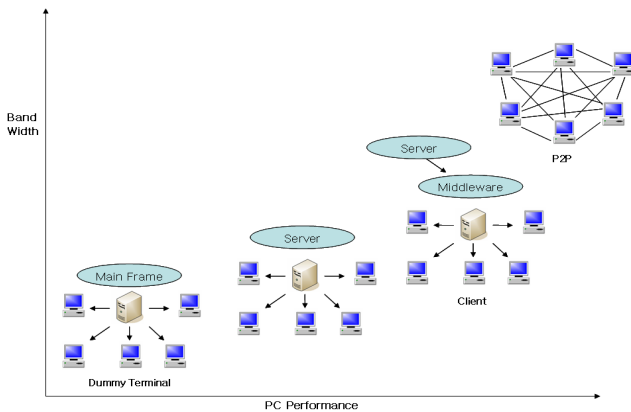 Band
Width
P2P
Server
Middleware
Server
Client
Main Frame
Dummy Terminal
PC Performance